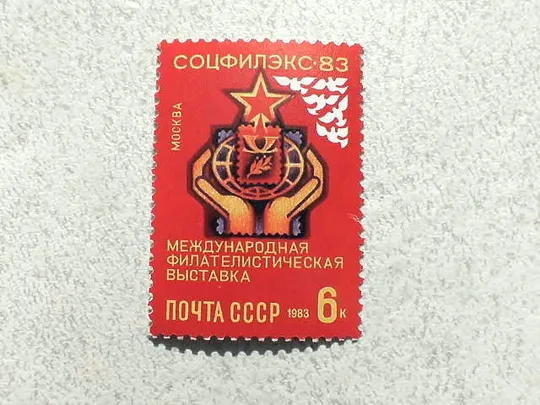 СОЦФИЛЭКС·83
МОСКВА
МЕЖДУНАРОДНАЯ
ФИЛАТЕЛИСТИЧЕСКАЯ
ВЫСТАВКА
ПОЧТА СССР 1983 6К